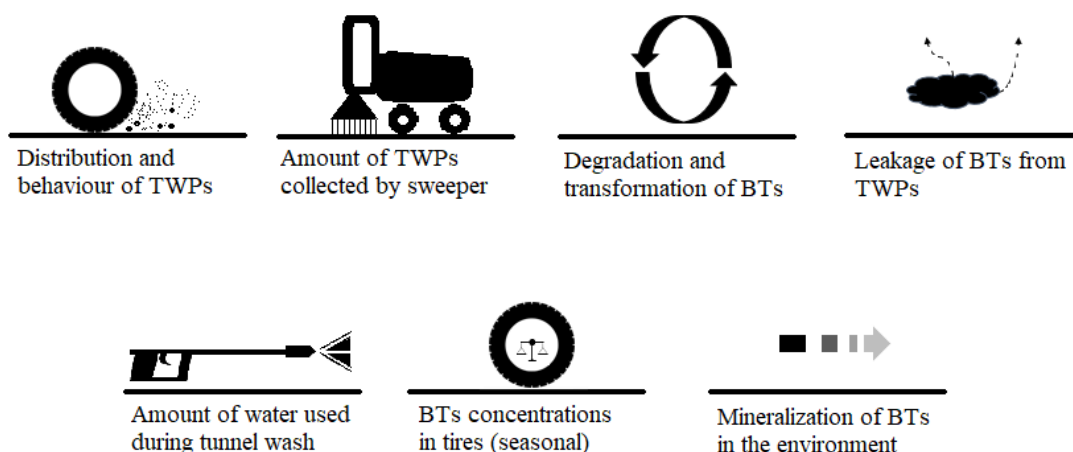 Distribution and
behaviour of TWPs
Amount of TWPs
collected by sweeper
Degradation and
transformation of BTs
Leakage of BTs from
TWPs
Amount of water used
during tunnel wash
BTs concentrations
in tires (seasonal)
Mineralization of BTs
in the environment